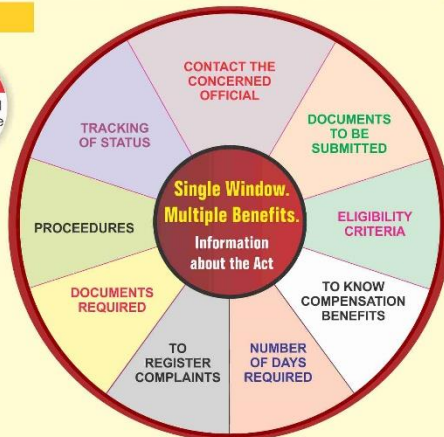 CONTACT THE
CONCERNED
OFFICIAL
DOCUMENTS
TO BE
SUBMITTED
ELIGIBILITY
CRITERIA
TO KNOW
COMPENSATION
BENEFITS
NUMBER
OF DAYS
REQUIRED
TO
REGISTER
COMPLAINTS
DOCUMENTS
REQUIRED
PROCEEDURES
TRACKING
OF STATUS
Single Window.
Multiple Benefits.
Information
about the Act